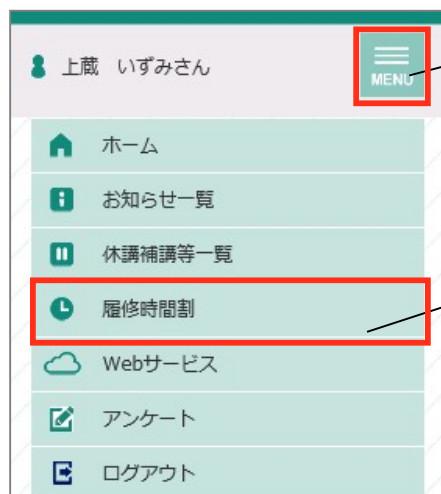 上蔵 いずみさん
MENU
ホーム
お知らせ一覧
休講補講等一覧
履修時間割
Webサービス
アンケート
ログアウト